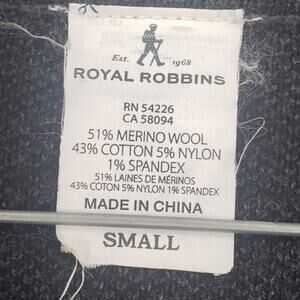 Est. 1968
ROYAL ROBBINS
RN 54226
CA 58094
51% MERINO WOOL
43% COTTON 5% NYLON
1% SPANDEX
51% LAINES DE MÉRINOS
43% COTON 5% NYLON 1% SPANDEX
MADE IN CHINA
SMALL